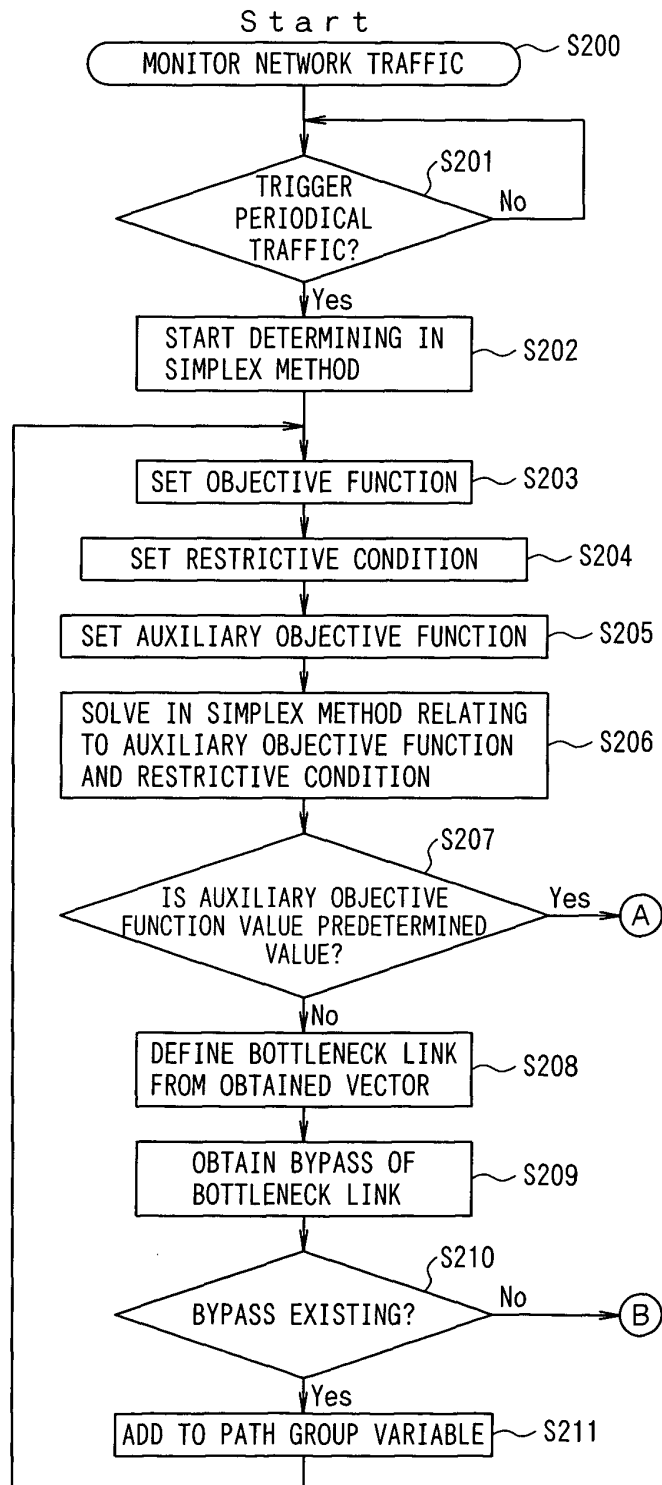 Start
MONITOR NETWORK TRAFFIC
S200
S201
TRIGGER
PERIODICAL
TRAFFIC?
No
Yes
START DETERMINING IN
SIMPLEX METHOD
S202
SET OBJECTIVE FUNCTION
S203
SET RESTRICTIVE CONDITION
S204
SET AUXILIARY OBJECTIVE FUNCTION
S205
SOLVE IN SIMPLEX METHOD RELATING
TO AUXILIARY OBJECTIVE FUNCTION
AND RESTRICTIVE CONDITION
S206
S207
IS AUXILIARY OBJECTIVE
FUNCTION VALUE PREDETERMINED
VALUE?
Yes
A
No
DEFINE BOTTLENECK LINK
FROM OBTAINED VECTOR
S208
OBTAIN BYPASS OF
BOTTLENECK LINK
S209
S210
BYPASS EXISTING?
No
B
Yes
ADD TO PATH GROUP VARIABLE
S211